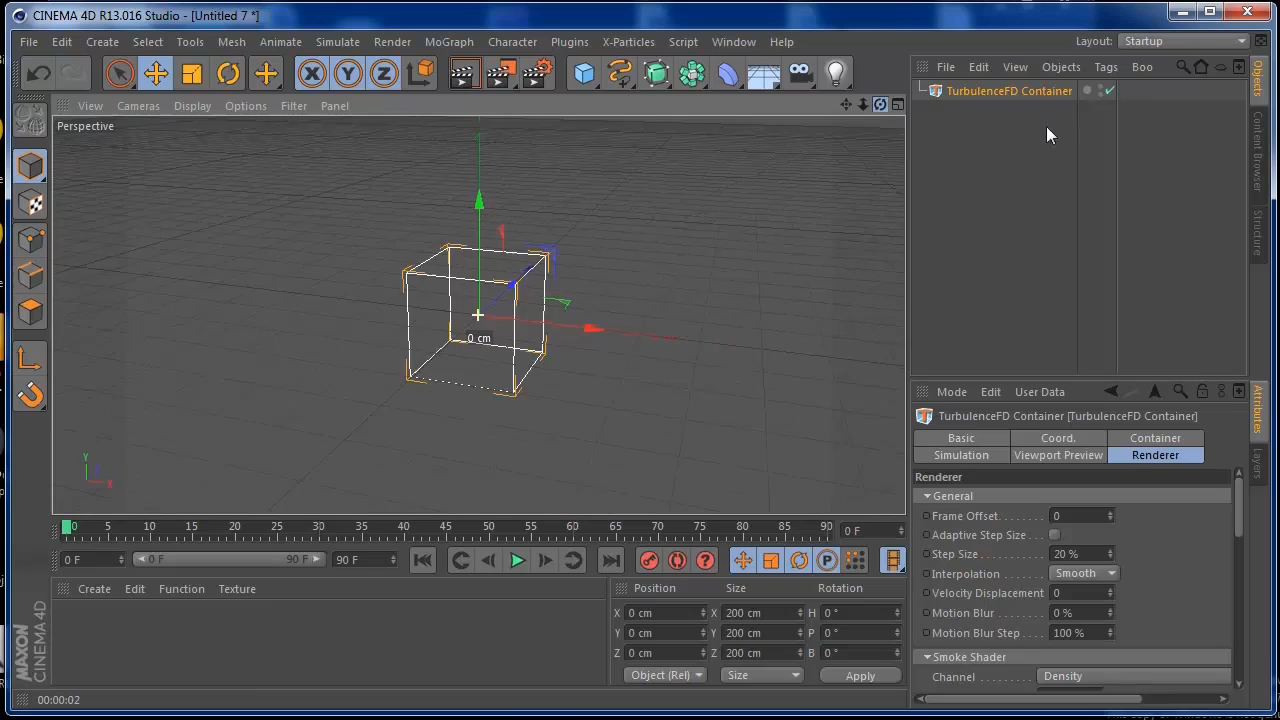 CINEMA 4D R13.016 Studio - [Untitled 7 *]
File Edit Create Select Tools Mesh Animate Simulate Render MoGraph Character Plugins X-Particles Script Window Help
Layout: Startup
X Y Z
File Edit View Objects Tags Boo
View Cameras Display Options Filter Panel
Perspective
TurbulenceFD Container
Objects
Content Browser
Structure
0 cm
Y
X
Mode Edit User Data
TurbulenceFD Container [TurbulenceFD Container]
Basic Coord. Container
Simulation Viewport Preview Renderer
Attributes
Layers
Renderer
General
Frame Offset. . . . . . . . 0
Adaptive Step Size . . .
Step Size . . . . . . . . . . 20 %
Interpolation . . . . . . . Smooth
Velocity Displacement 0
Motion Blur . . . . . . . . 0 %
Motion Blur Step . . . . 100 %
Smoke Shader
Channel . . . . . . . . . . Density
0 5 10 15 20 25 30 35 40 45 50 55 60 65 70 75 80 85 90
0 F
0 F 0 F 90 F 90 F
P
Create Edit Function Texture
Position Size Rotation
X 0 cm X 200 cm H 0 °
Y 0 cm Y 200 cm P 0 °
Z 0 cm Z 200 cm B 0 °
Object (Rel) Size Apply
MAXON
CINEMA 4D
00:00:02